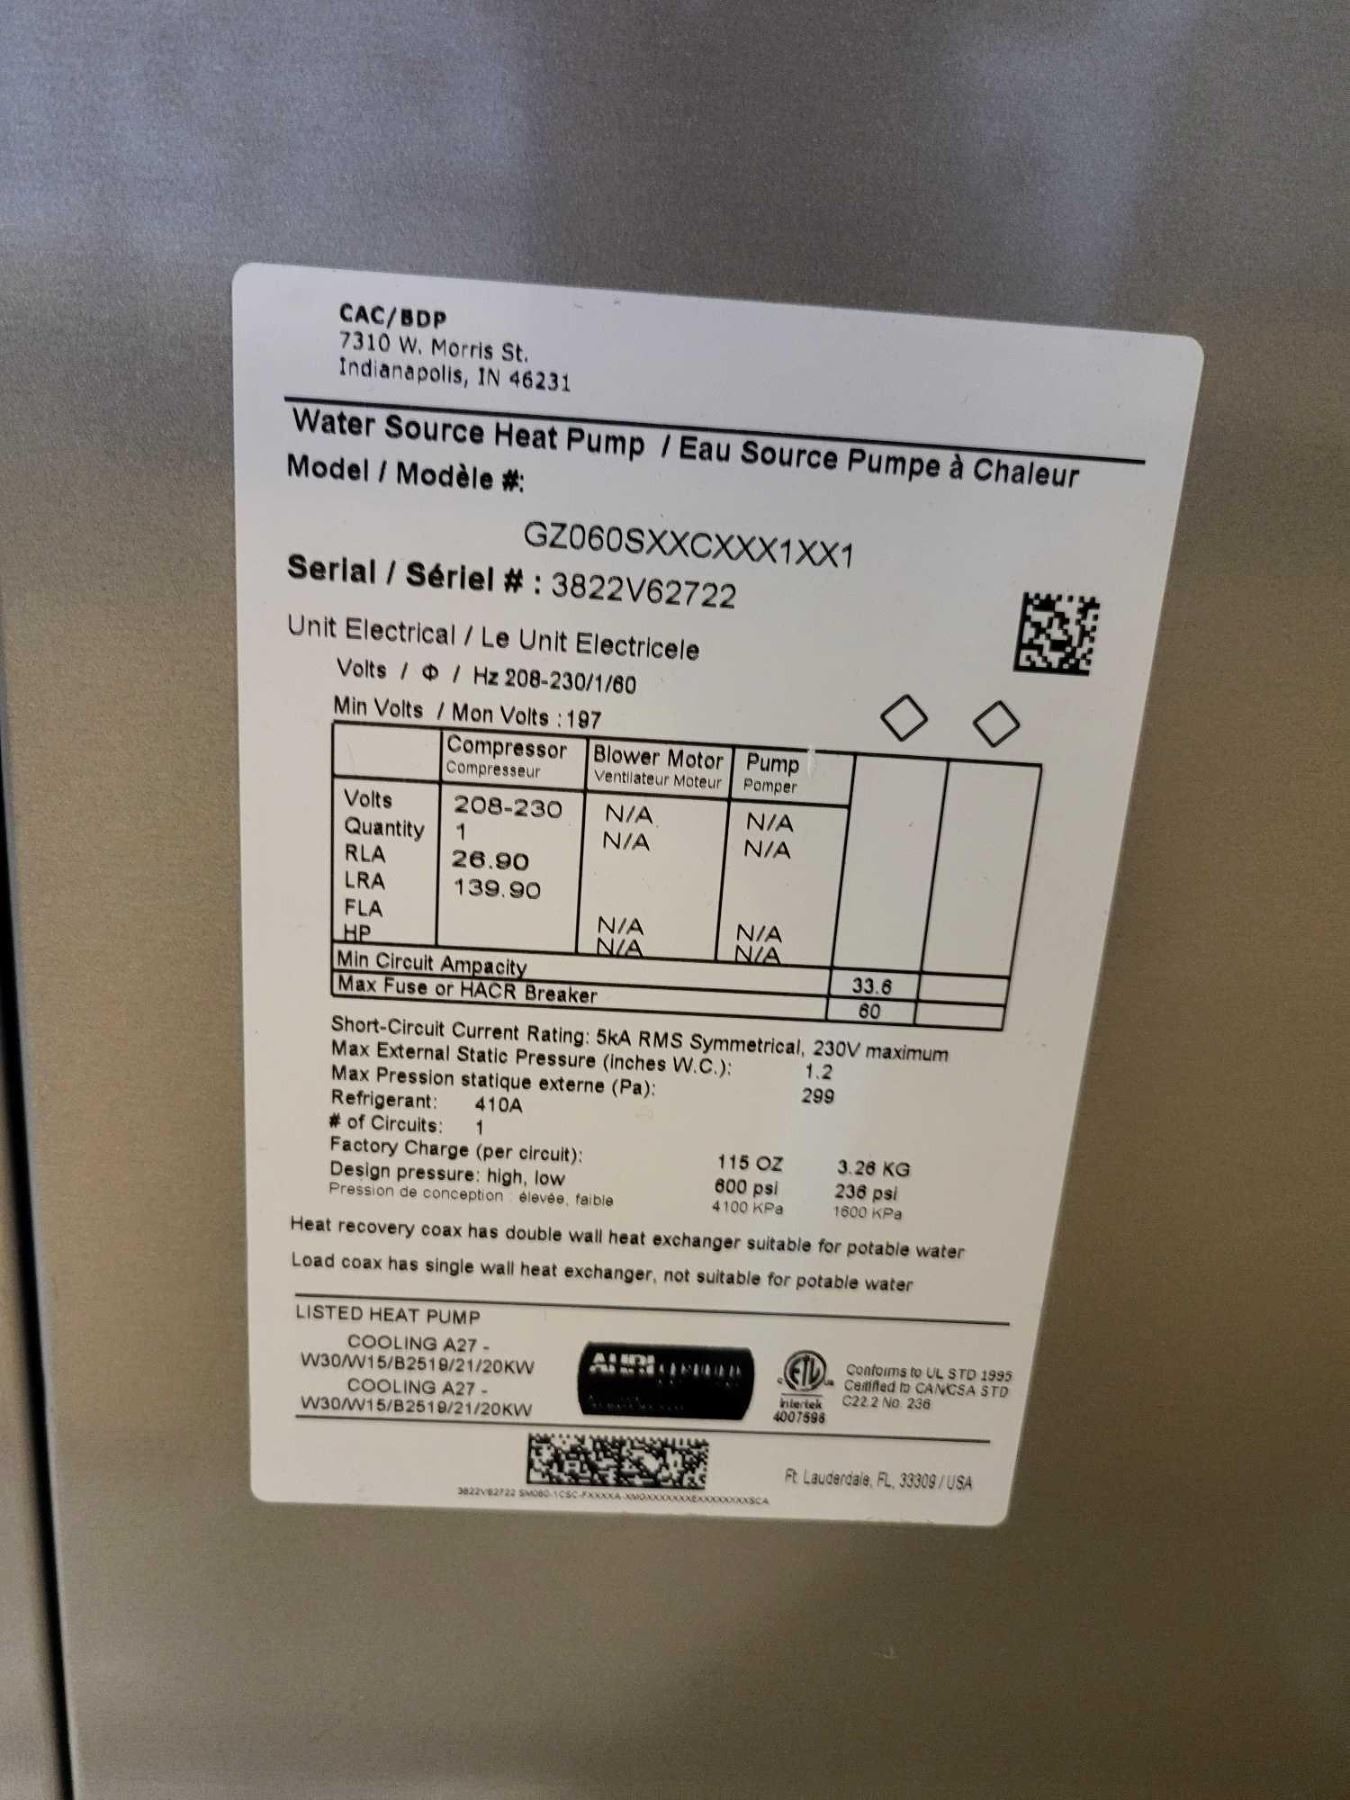 CAC/BDP
7310 W. Morris St.
Indianapolis, IN 46231
Water Source Heat Pump / Eau Source Pumpe à Chaleur
Model / Modèle #:
GZ060SXXCXXX1XX1
Serial / Sériel # : 3822V62722
Unit Electrical / Le Unit Electricele
Volts / Φ / Hz 208-230/1/60
Min Volts / Mon Volts : 197
Compressor Blower Motor Pump
Compresseur Ventilateur Moteur Pomper
Volts 208-230 N/A N/A
Quantity 1 N/A N/A
RLA 26.90
LRA 139.90
FLA N/A N/A
HP N/A N/A
Min Circuit Ampacity 33.6
Max Fuse or HACR Breaker 60
Short-Circuit Current Rating: 5kA RMS Symmetrical, 230V maximum
Max External Static Pressure (inches W.C.): 1.2
Max Pression statique externe (Pa): 299
Refrigerant: 410A
# of Circuits: 1
Factory Charge (per circuit): 115 OZ 3.26 KG
Design pressure: high, low 600 psi 236 psi
Pression de conception : élevée, faible 4100 KPa 1600 KPa
Heat recovery coax has double wall heat exchanger suitable for potable water
Load coax has single wall heat exchanger, not suitable for potable water
LISTED HEAT PUMP
COOLING A27 -
W30/W15/B2519/21/20KW
COOLING A27 -
W30/W15/B2519/21/20KW
AHRI
ETL
Intertek
4007596
Conforms to UL STD 1995
Certified to CAN/CSA STD
C22.2 No. 236
Ft. Lauderdale, FL, 33309 / USA
3822V62722